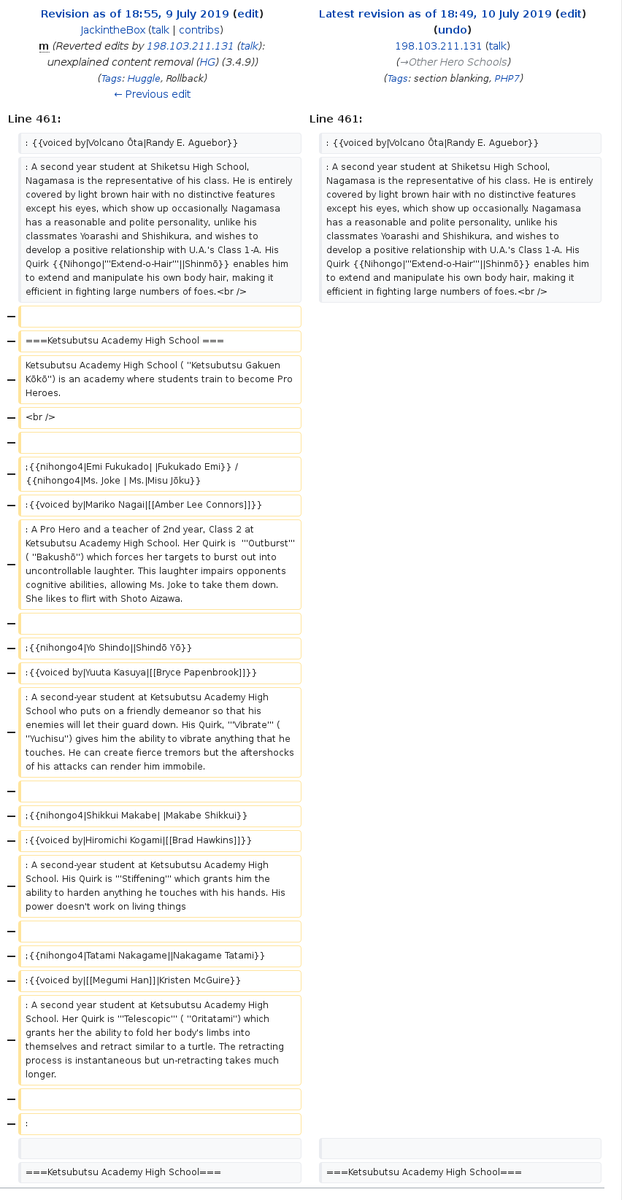 Revision as of 18:55, 9 July 2019 (edit)
JackintheBox (talk | contribs)
m (Reverted edits by 198.103.211.131 (talk):
unexplained content removal (HG) (3.4.9))
(Tags: Huggle, Rollback)
← Previous edit
Latest revision as of 18:49, 10 July 2019 (edit)
(undo)
198.103.211.131 (talk)
(→Other Hero Schools)
(Tags: section blanking, PHP7)
Line 461:
Line 461:
: {{voiced by|Volcano Ōta|Randy E. Aguebor}}
: {{voiced by|Volcano Ōta|Randy E. Aguebor}}
: A second year student at Shiketsu High School,
Nagamasa is the representative of his class. He is entirely
covered by light brown hair with no distinctive features
except his eyes, which show up occasionally. Nagamasa
has a reasonable and polite personality, unlike his
classmates Yoarashi and Shishikura, and wishes to
develop a positive relationship with U.A.'s Class 1-A. His
Quirk {{Nihongo|'''Extend-o-Hair'''||Shinmō}} enables him
to extend and manipulate his own body hair, making it
efficient in fighting large numbers of foes.<br />
: A second year student at Shiketsu High School,
Nagamasa is the representative of his class. He is entirely
covered by light brown hair with no distinctive features
except his eyes, which show up occasionally. Nagamasa
has a reasonable and polite personality, unlike his
classmates Yoarashi and Shishikura, and wishes to
develop a positive relationship with U.A.'s Class 1-A. His
Quirk {{Nihongo|'''Extend-o-Hair'''||Shinmō}} enables him
to extend and manipulate his own body hair, making it
efficient in fighting large numbers of foes.<br />
−
− ===Ketsubutsu Academy High School ===
Ketsubutsu Academy High School ( ''Ketsubutsu Gakuen
− Kōkō'') is an academy where students train to become Pro
Heroes.
− <br />
−
;{{nihongo4|Emi Fukukado| |Fukukado Emi}} /
− {{nihongo4|Ms. Joke | Ms.|Misu Jōku}}
− :{{voiced by|Mariko Nagai|[[Amber Lee Connors]]}}
: A Pro Hero and a teacher of 2nd year, Class 2 at
Ketsubutsu Academy High School. Her Quirk is  '''Outburst'''
− ( ''Bakushō'') which forces her targets to burst out into
uncontrollable laughter. This laughter impairs opponents
cognitive abilities, allowing Ms. Joke to take them down.
She likes to flirt with Shoto Aizawa.
−
− ;{{nihongo4|Yo Shindo||Shindō Yō}}
− :{{voiced by|Yuuta Kasuya|[[Bryce Papenbrook]]}}
: A second-year student at Ketsubutsu Academy High
School who puts on a friendly demeanor so that his
enemies will let their guard down. His Quirk, '''Vibrate''' (
− ''Yuchisu'') gives him the ability to vibrate anything that he
touches. He can create fierce tremors but the aftershocks
of his attacks can render him immobile.
−
− ;{{nihongo4|Shikkui Makabe| |Makabe Shikkui}}
− :{{voiced by|Hiromichi Kogami|[[Brad Hawkins]]}}
: A second-year student at Ketsubutsu Academy High
School. His Quirk is '''Stiffening''' which grants him the
− ability to harden anything he touches with his hands. His
power doesn't work on living things
−
− ;{{nihongo4|Tatami Nakagame||Nakagame Tatami}}
− :{{voiced by|[[Megumi Han]]|Kristen McGuire}}
: A second year student at Ketsubutsu Academy High
School. Her Quirk is '''Telescopic''' ( ''Oritatami'') which
− grants her the ability to fold her body's limbs into
themselves and retract similar to a turtle. The retracting
process is instantaneous but un-retracting takes much
longer.
−
− :
===Ketsubutsu Academy High School===
===Ketsubutsu Academy High School===